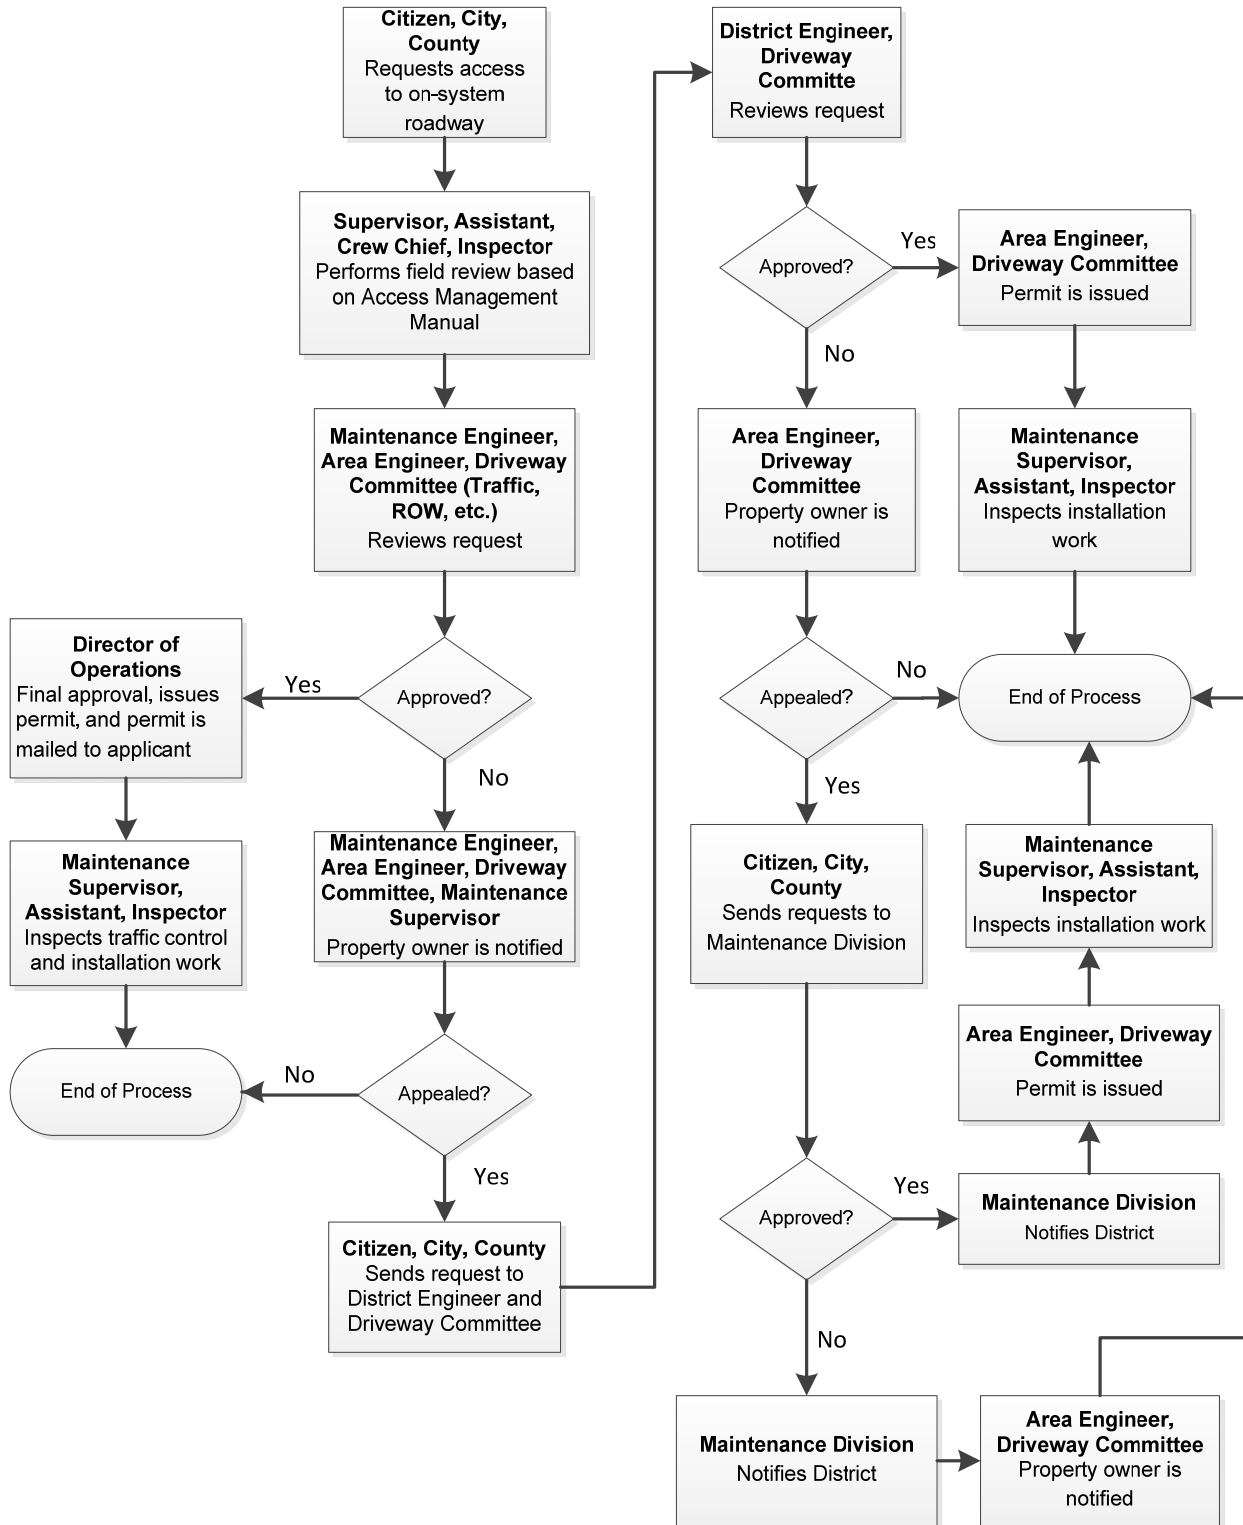 Citizen, City,
County
Requests access
to on-system
roadway
Supervisor, Assistant,
Crew Chief, Inspector
Performs field review based
on Access Management
Manual
Maintenance Engineer,
Area Engineer, Driveway
Committee (Traffic,
ROW, etc.)
Reviews request
Approved?
Yes
Director of
Operations
Final approval, issues
permit, and permit is
mailed to applicant
Maintenance
Supervisor,
Assistant, Inspector
Inspects traffic control
and installation work
End of Process
No
Maintenance Engineer,
Area Engineer, Driveway
Committee, Maintenance
Supervisor
Property owner is notified
Appealed?
No
Yes
Citizen, City, County
Sends request to
District Engineer and
Driveway Committee
District Engineer,
Driveway
Committe
Reviews request
Approved?
Yes
Area Engineer,
Driveway Committee
Permit is issued
Maintenance
Supervisor,
Assistant, Inspector
Inspects installation
work
No
Area Engineer,
Driveway
Committee
Property owner is
notified
Appealed?
No
End of Process
Yes
Citizen, City,
County
Sends requests to
Maintenance Division
Approved?
Yes
Maintenance Division
Notifies District
Area Engineer, Driveway
Committee
Permit is issued
Maintenance
Supervisor, Assistant,
Inspector
Inspects installation work
No
Maintenance Division
Notifies District
Area Engineer,
Driveway Committee
Property owner is
notified